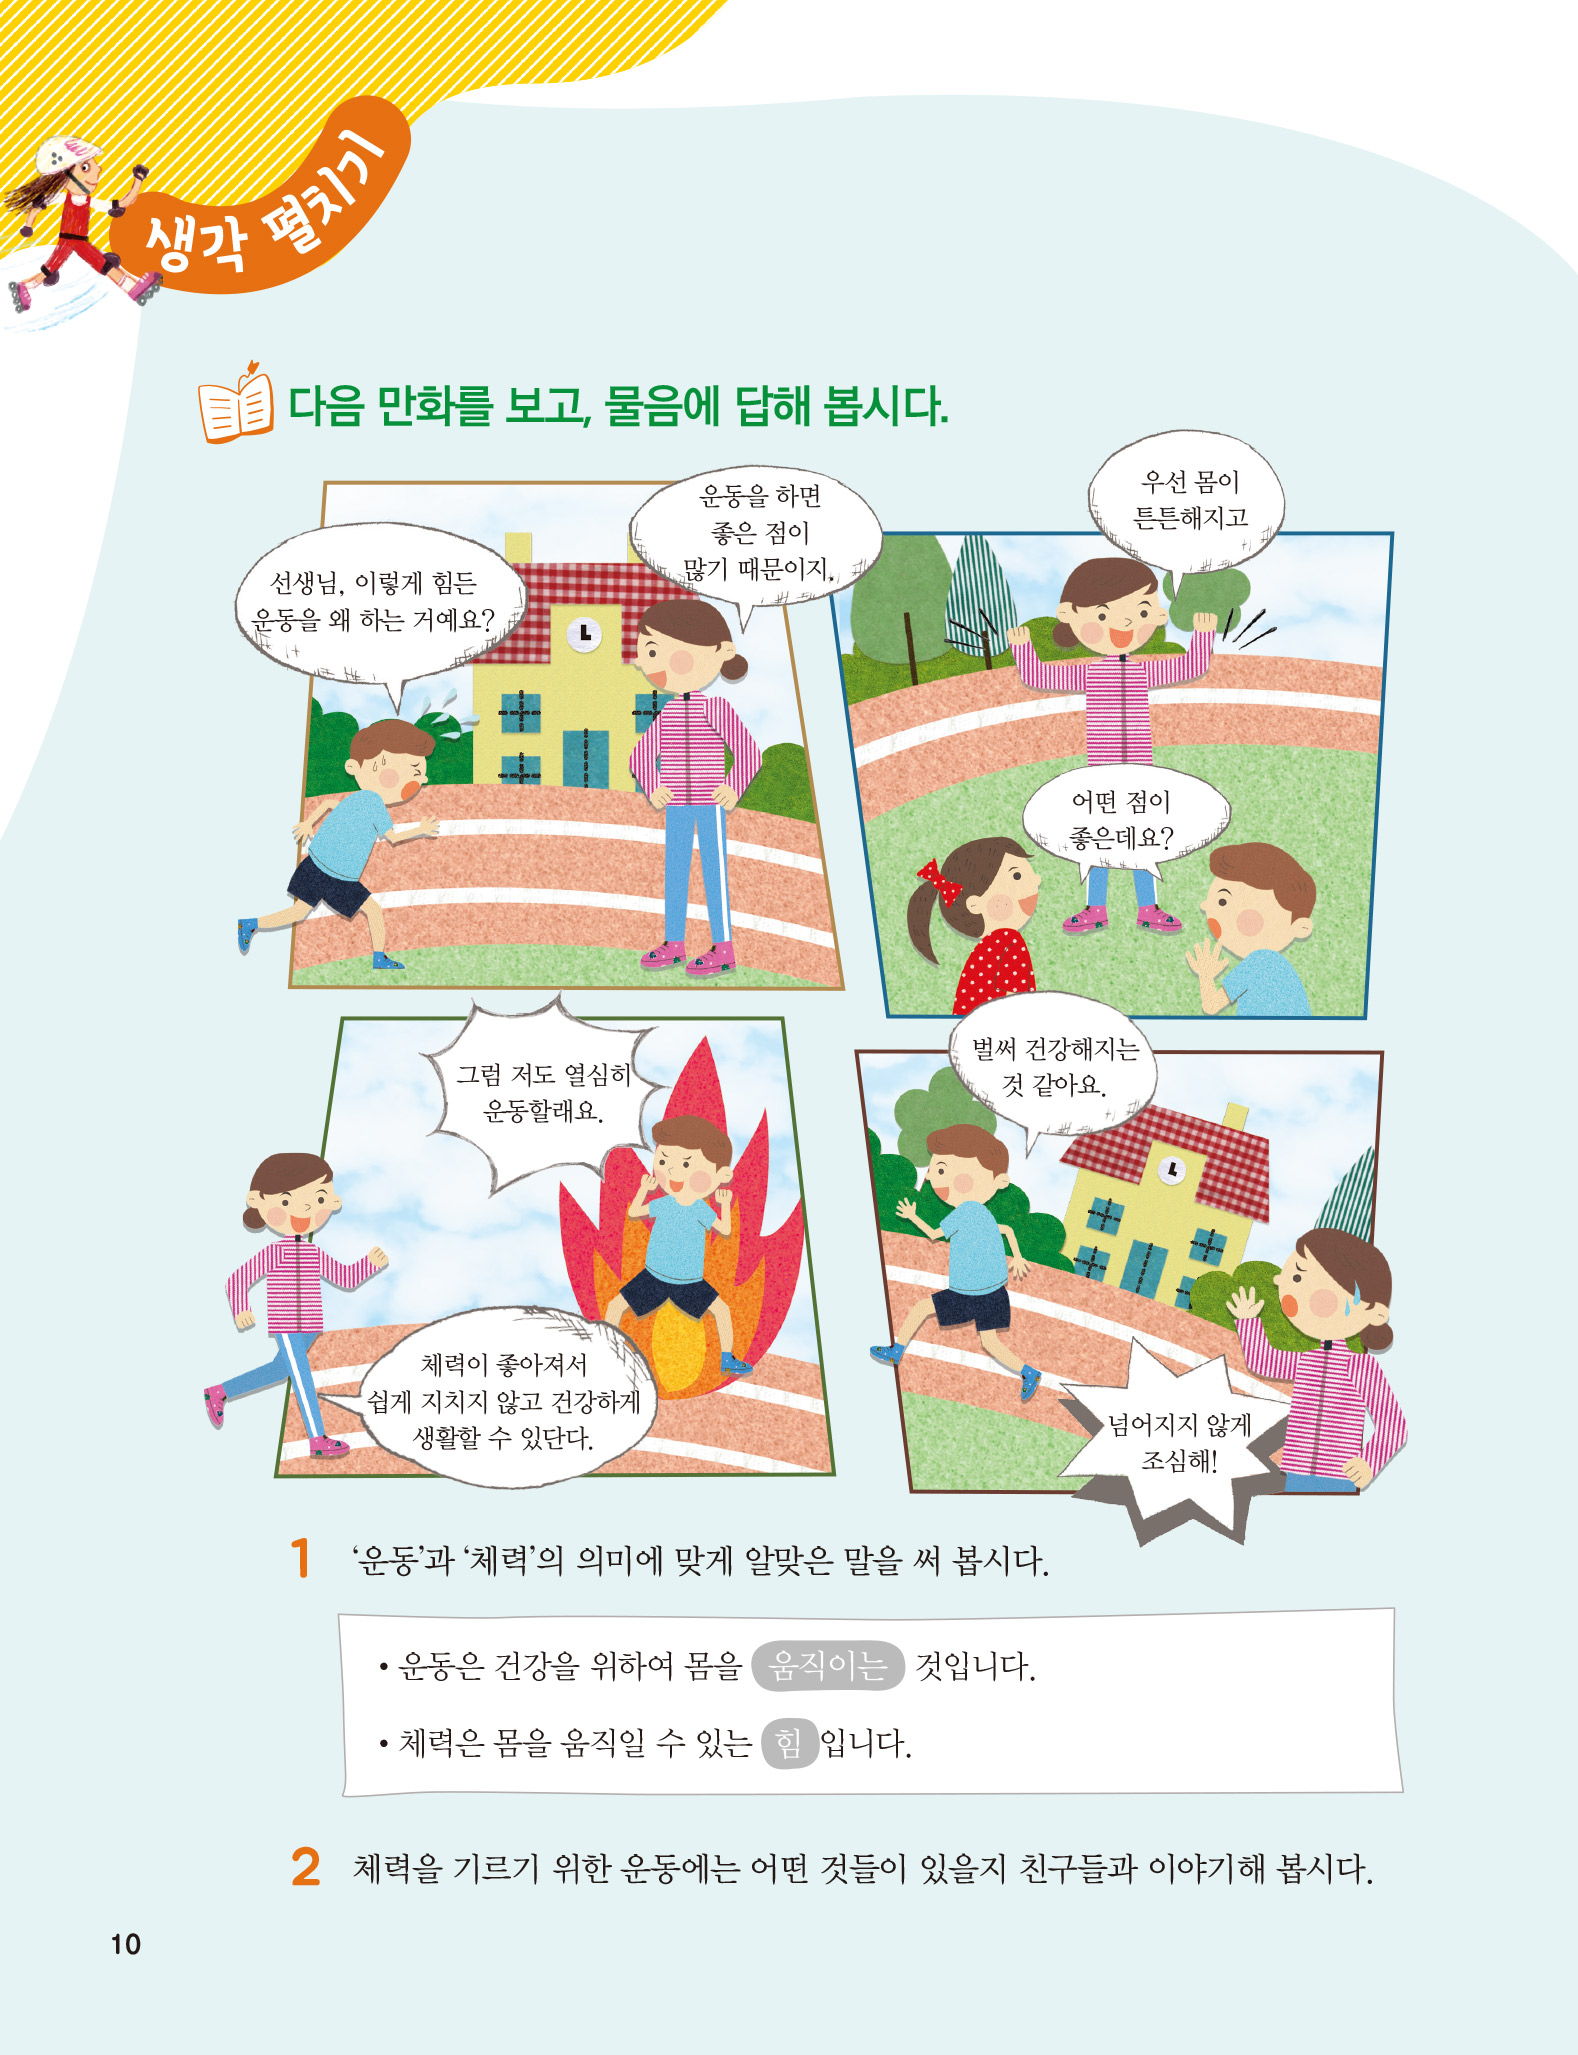 생각 펼치기
다음 만화를 보고, 물음에 답해 봅시다.
선생님, 이렇게 힘든
운동을 왜 하는 거예요?
운동을 하면
좋은 점이
많기 때문이지.
우선 몸이
튼튼해지고
어떤 점이
좋은데요?
그럼 저도 열심히
운동할래요.
체력이 좋아져서
쉽게 지치지 않고 건강하게
생활할 수 있단다.
벌써 건강해지는
것 같아요.
넘어지지 않게
조심해!
1 ‘운동’과 ‘체력’의 의미에 맞게 알맞은 말을 써 봅시다.
• 운동은 건강을 위하여 몸을 움직이는 것입니다.
• 체력은 몸을 움직일 수 있는 힘 입니다.
2 체력을 기르기 위한 운동에는 어떤 것들이 있을지 친구들과 이야기해 봅시다.
10